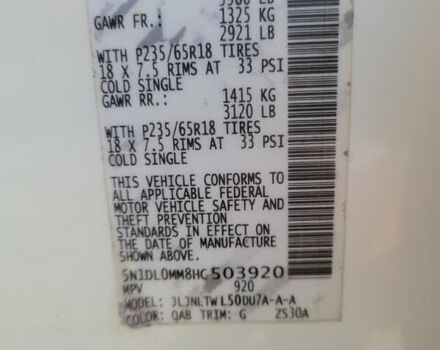 GAWR FR.: 1325 KG
2921 LB
WITH P235/65R18 TIRES
18 X 7.5 RIMS AT 33 PSI
COLD SINGLE
GAWR RR.: 1415 KG
3120 LB
WITH P235/65R18 TIRES
18 X 7.5 RIMS AT 33 PSI
COLD SINGLE
THIS VEHICLE CONFORMS TO
ALL APPLICABLE FEDERAL
MOTOR VEHICLE SAFETY AND
THEFT PREVENTION
STANDARDS IN EFFECT ON
THE DATE OF MANUFACTURE
SHOWN ABOVE.
5N1DL0MM8HC503920
MPV 920
MODEL: JLJNLTW L50DU7A-A-A
COLOR: QAB TRIM: G ZS30A